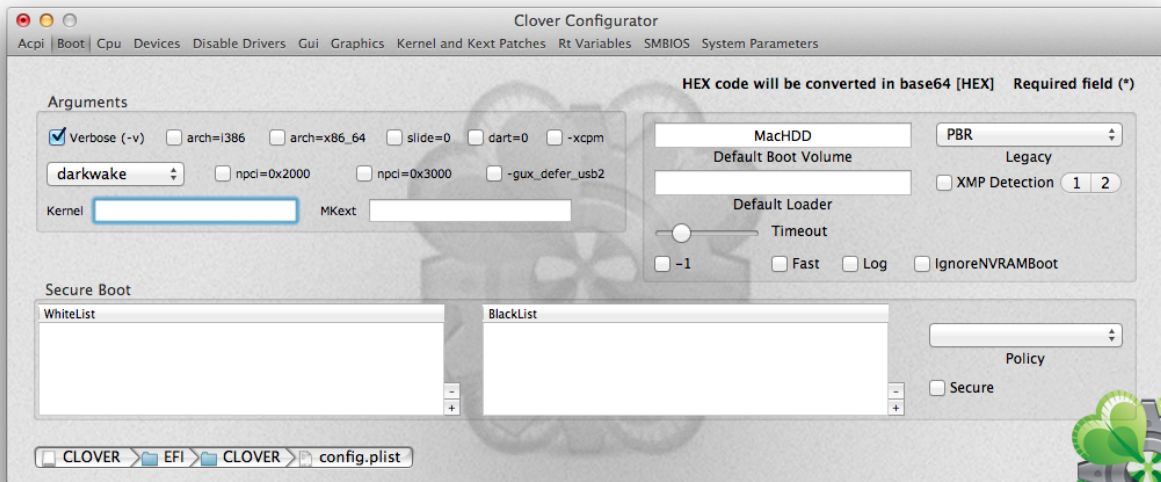 Clover Configurator
Acpi Boot Cpu Devices Disable Drivers Gui Graphics Kernel and Kext Patches Rt Variables SMBIOS System Parameters
HEX code will be converted in base64 [HEX] Required field (*)
Arguments
Verbose (-v) arch=i386 arch=x86_64 slide=0 dart=0 -xcpm
darkwake npci=0x2000 npci=0x3000 -gux_defer_usb2
Kernel MKext
MacHDD PBR
Default Boot Volume Legacy
XMP Detection 1 2
Default Loader
Timeout
-1 Fast Log IgnoreNVRAMBoot
Secure Boot
WhiteList BlackList
Policy
Secure
- -
+ +
CLOVER EFI CLOVER config.plist